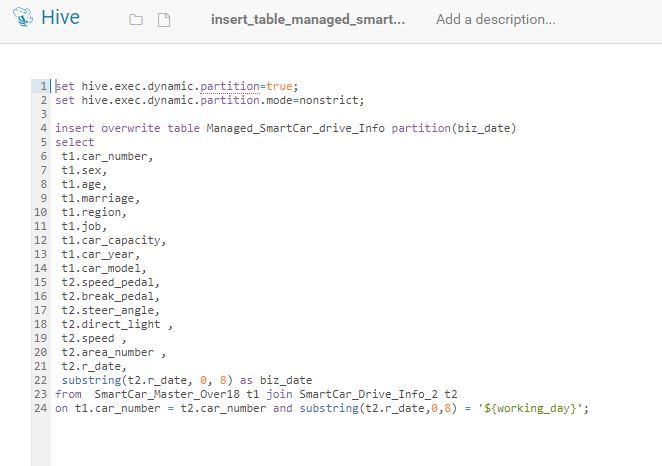 Hive
insert_table_managed_smart...
Add a description...
1 set hive.exec.dynamic.partition=true;
2 set hive.exec.dynamic.partition.mode=nonstrict;
3
4 insert overwrite table Managed_SmartCar_drive_Info partition(biz_date)
5 select
6 t1.car_number,
7 t1.sex,
8 t1.age,
9 t1.marriage,
10 t1.region,
11 t1.job,
12 t1.car_capacity,
13 t1.car_year,
14 t1.car_model,
15 t2.speed_pedal,
16 t2.break_pedal,
17 t2.steer_angle,
18 t2.direct_light ,
19 t2.speed ,
20 t2.area_number ,
21 t2.r_date,
22 substring(t2.r_date, 0, 8) as biz_date
23 from  SmartCar_Master_Over18 t1 join SmartCar_Drive_Info_2 t2
24 on t1.car_number = t2.car_number and substring(t2.r_date,0,8) = '${working_day}';